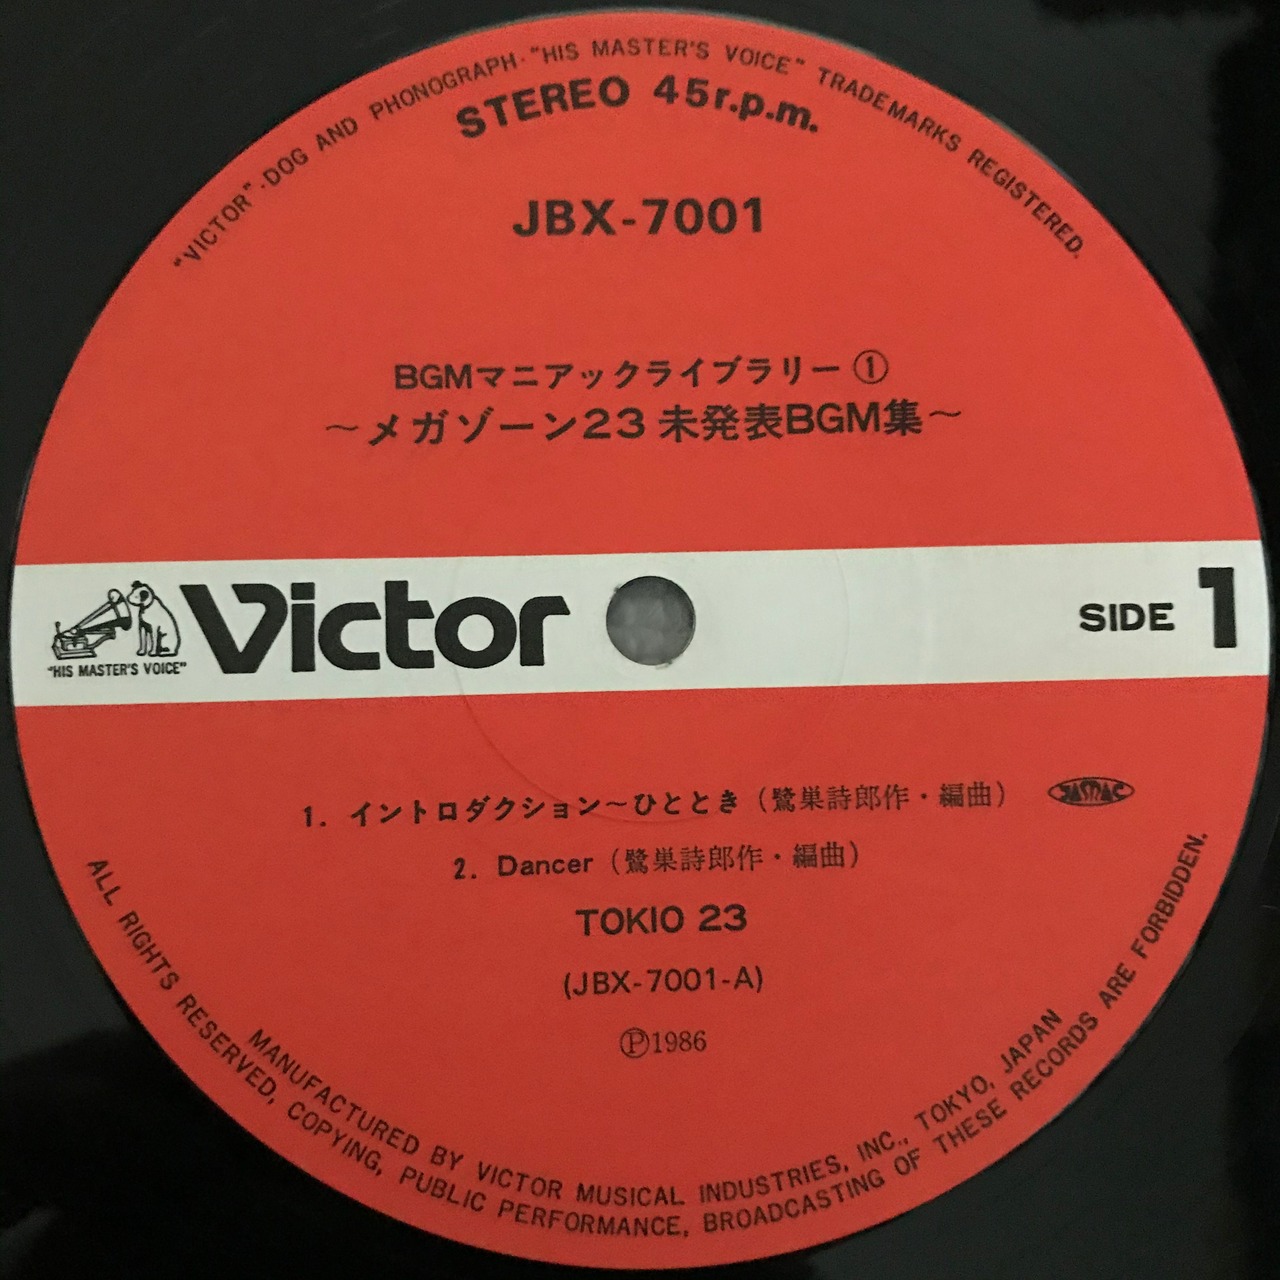 "VICTOR"·DOG AND PHONOGRAPH·"HIS MASTER'S VOICE" TRADEMARKS REGISTERED.
STEREO 45r.p.m.
JBX-7001
BGMマニアックライブラリー①
～メガゾーン23 未発表BGM集～
"HIS MASTER'S VOICE"
Victor
SIDE 1
1. イントロダクション～ひととき（鷺巣詩郎作・編曲） JASRAC
2. Dancer（鷺巣詩郎作・編曲）
TOKIO 23
(JBX-7001-A)
Ⓟ1986
MANUFACTURED BY VICTOR MUSICAL INDUSTRIES, INC., TOKYO, JAPAN
ALL RIGHTS RESERVED, COPYING, PUBLIC PERFORMANCE, BROADCASTING OF THESE RECORDS ARE FORBIDDEN.